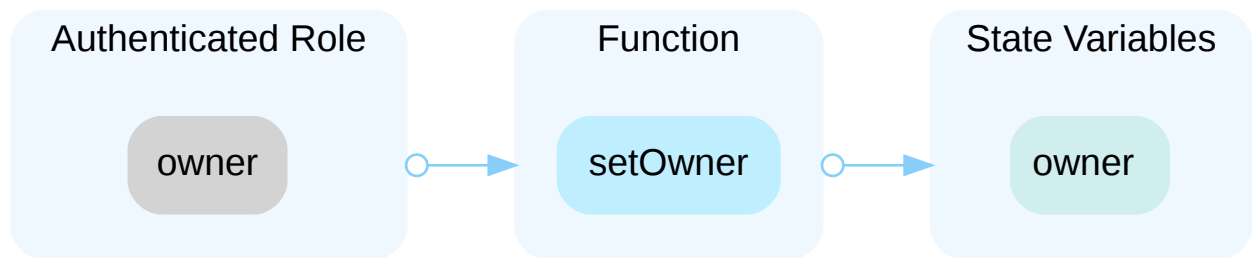 Authenticated Role
Function
State Variables
owner
setOwner
owner